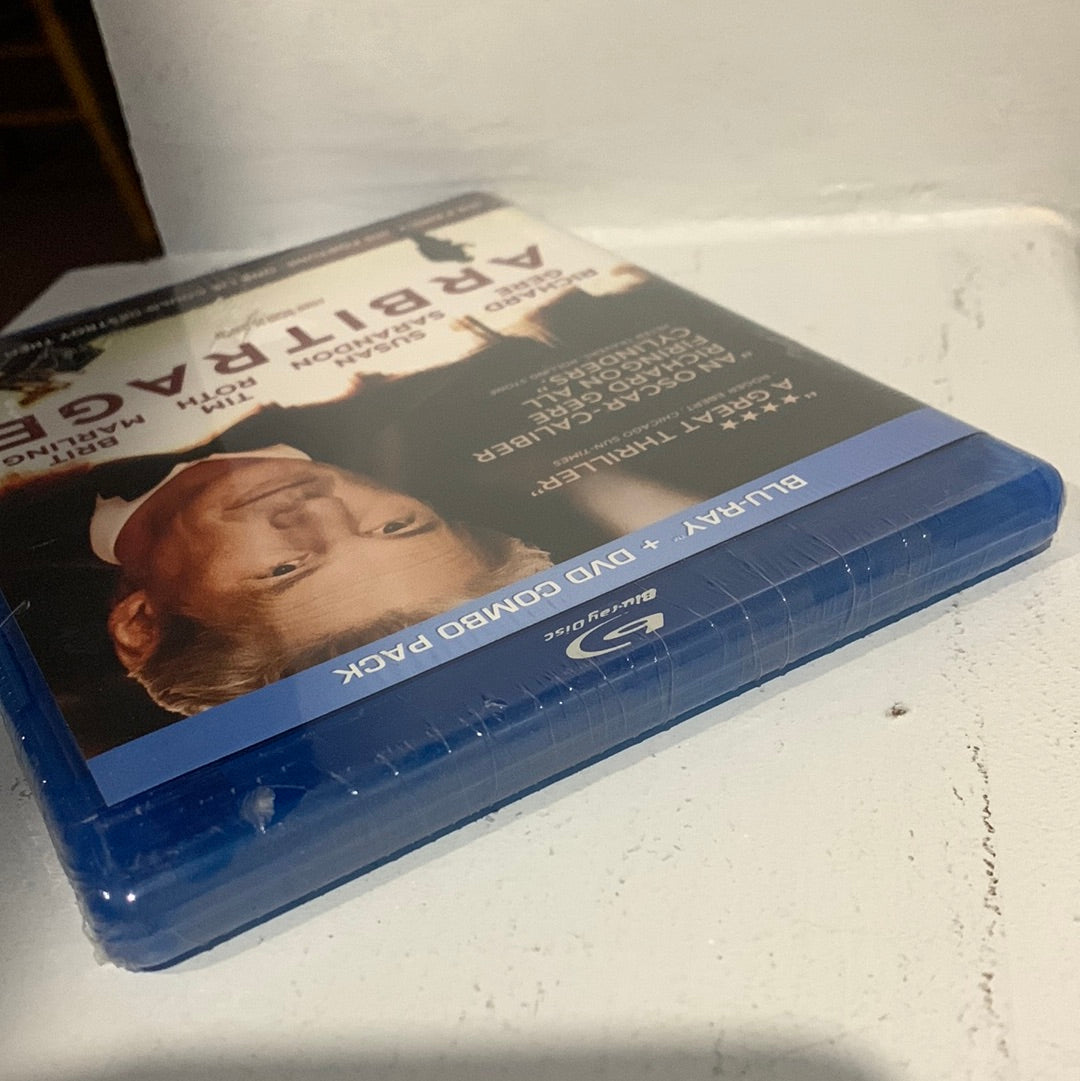 Blu-ray Disc
BLU-RAY™ + DVD COMBO PACK
★★★★
"A GREAT THRILLER"
- ROGER EBERT, CHICAGO SUN-TIMES
"AN OSCAR-CALIBER
RICHARD GERE
FIRING ON ALL
CYLINDERS"
RICHARD
GERE
SUSAN
SARANDON
TIM
ROTH
BRIT
MARLING
ARBITRAGE